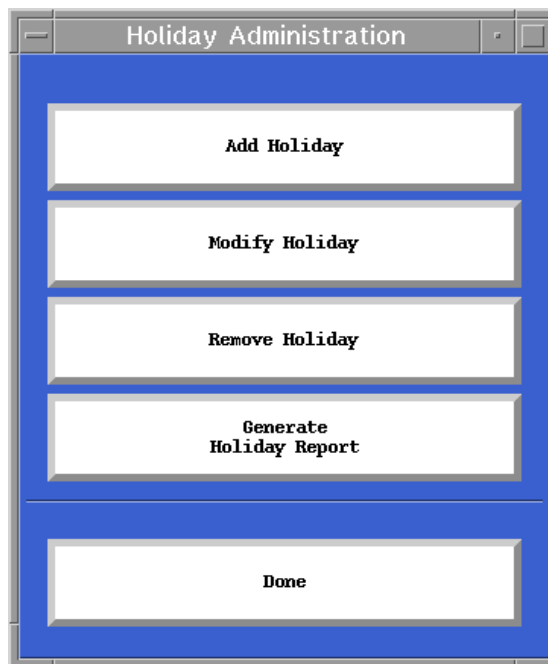 Holiday Administration
Add Holiday
Modify Holiday
Remove Holiday
Generate
Holiday Report
Done